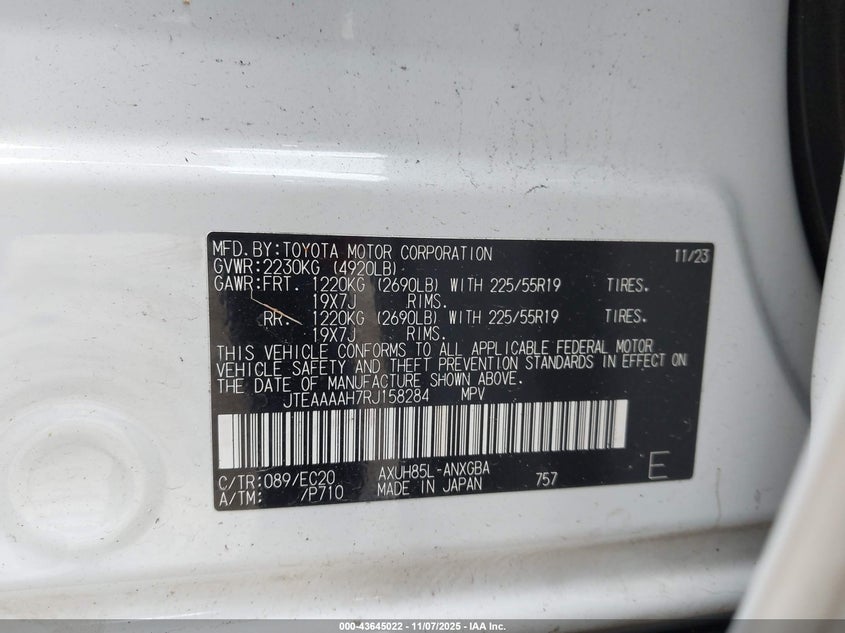 MFD.BY:TOYOTA MOTOR CORPORATION 11/23
GVWR:2230KG (4920LB)
GAWR:FRT. 1220KG (2690LB) WITH 225/55R19 TIRES.
19X7J RIMS.
RR. 1220KG (2690LB) WITH 225/55R19 TIRES.
19X7J RIMS.
THIS VEHICLE CONFORMS TO ALL APPLICABLE FEDERAL MOTOR
VEHICLE SAFETY AND THEFT PREVENTION STANDARDS IN EFFECT ON
THE DATE OF MANUFACTURE SHOWN ABOVE.
JTEAAAAH7RJ158284 MPV
C/TR:089/EC20 AXUH85L-ANXGBA
A/TM: /P710 MADE IN JAPAN 757 E
000-43645022 - 11/07/2025 - IAA Inc.